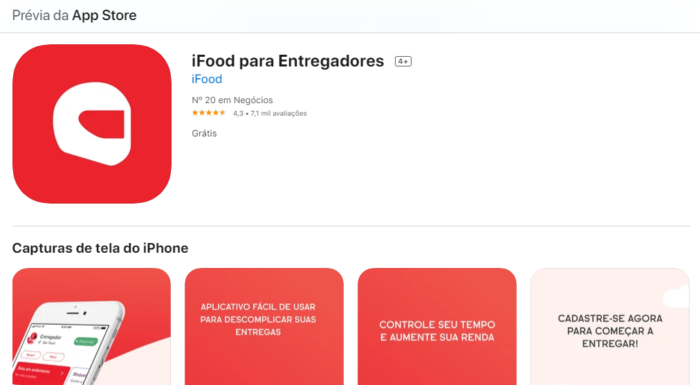 Prévia da App Store
iFood para Entregadores 4+
iFood
Nº 20 em Negócios
4,3 • 7,1 mil avaliações
Grátis
Capturas de tela do iPhone
Entregador
São Paulo
APLICATIVO FÁCIL DE USAR
PARA DESCOMPLICAR SUAS
ENTREGAS
CONTROLE SEU TEMPO
E AUMENTE SUA RENDA
CADASTRE-SE AGORA
PARA COMEÇAR A
ENTREGAR!